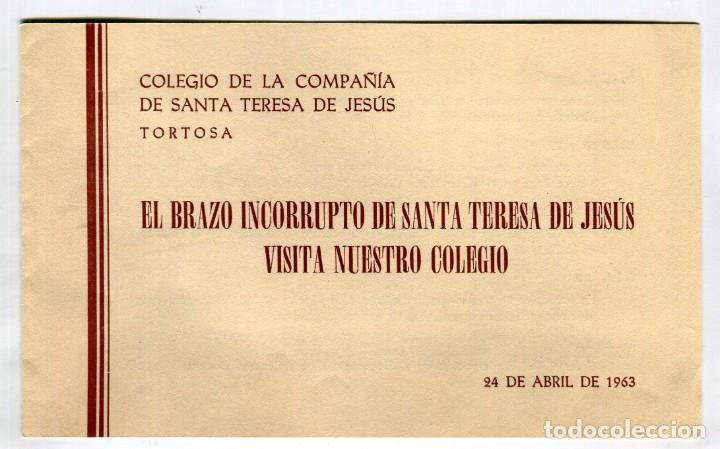 COLEGIO DE LA COMPAÑÍA
DE SANTA TERESA DE JESÚS
TORTOSA
EL BRAZO INCORRUPTO DE SANTA TERESA DE JESÚS
VISITA NUESTRO COLEGIO
24 DE ABRIL DE 1963
todocoleccion